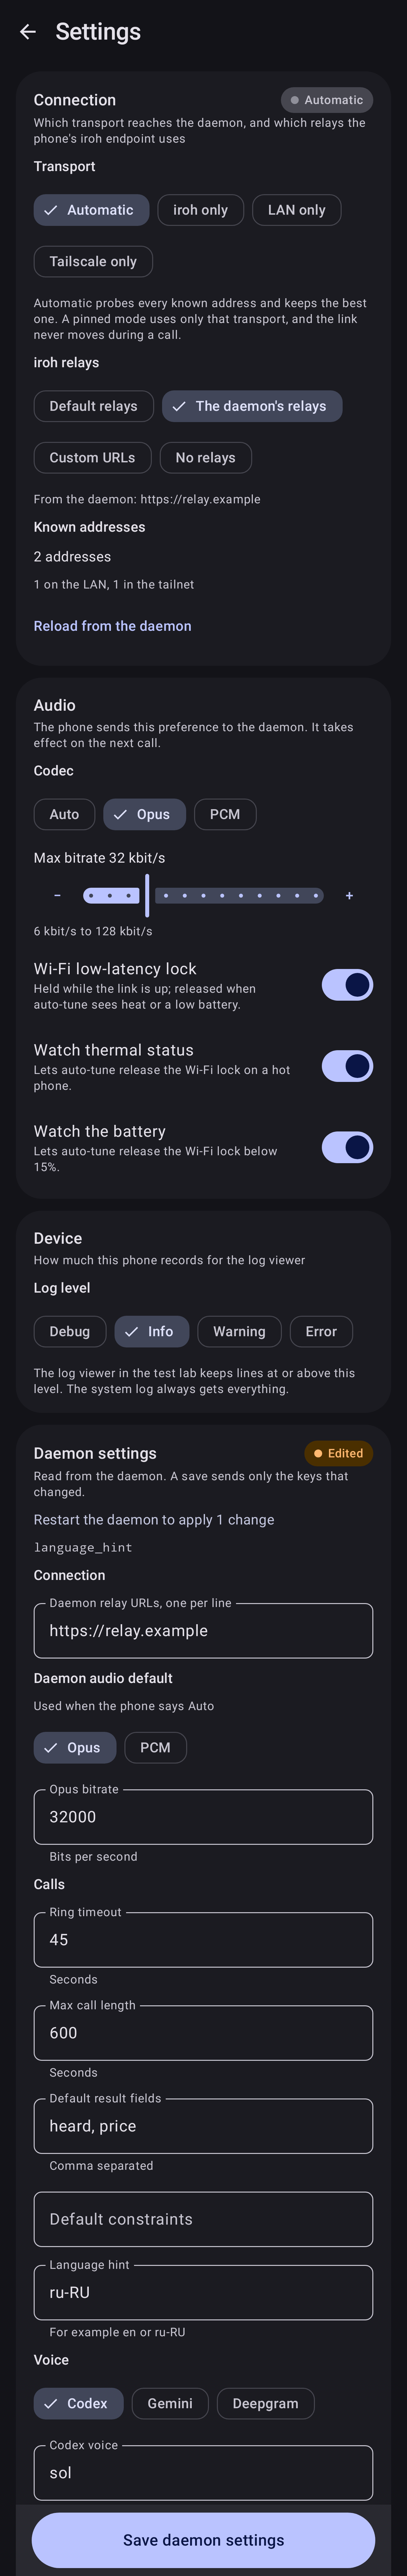 Settings
Connection
Automatic
Which transport reaches the daemon, and which relays the
phone's iroh endpoint uses
Transport
Automatic
iroh only
LAN only
Tailscale only
Automatic probes every known address and keeps the best
one. A pinned mode uses only that transport, and the link
never moves during a call.
iroh relays
Default relays
The daemon's relays
Custom URLs
No relays
From the daemon: https://relay.example
Known addresses
2 addresses
1 on the LAN, 1 in the tailnet
Reload from the daemon
Audio
The phone sends this preference to the daemon. It takes
effect on the next call.
Codec
Auto
Opus
PCM
Max bitrate 32 kbit/s
−
+
6 kbit/s to 128 kbit/s
Wi-Fi low-latency lock
Held while the link is up; released when
auto-tune sees heat or a low battery.
Watch thermal status
Lets auto-tune release the Wi-Fi lock on a hot
phone.
Watch the battery
Lets auto-tune release the Wi-Fi lock below
15%.
Device
How much this phone records for the log viewer
Log level
Debug
Info
Warning
Error
The log viewer in the test lab keeps lines at or above this
level. The system log always gets everything.
Daemon settings
Edited
Read from the daemon. A save sends only the keys that
changed.
Restart the daemon to apply 1 change
language_hint
Connection
Daemon relay URLs, one per line
https://relay.example
Daemon audio default
Used when the phone says Auto
Opus
PCM
Opus bitrate
32000
Bits per second
Calls
Ring timeout
45
Seconds
Max call length
600
Seconds
Default result fields
heard, price
Comma separated
Default constraints
Language hint
ru-RU
For example en or ru-RU
Voice
Codex
Gemini
Deepgram
Codex voice
sol
Save daemon settings